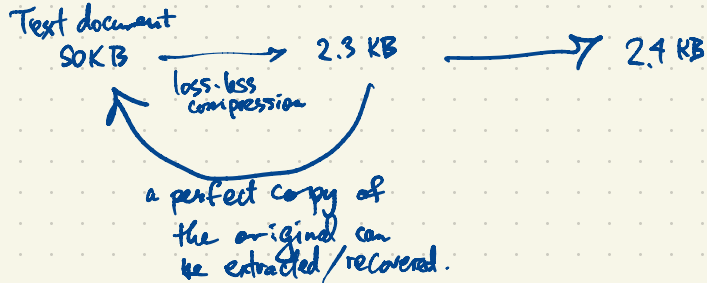 Text document
50KB → 2.3 KB → 2.4 KB
loss-less
compression
a perfect copy of
the original can
be extracted/recovered.